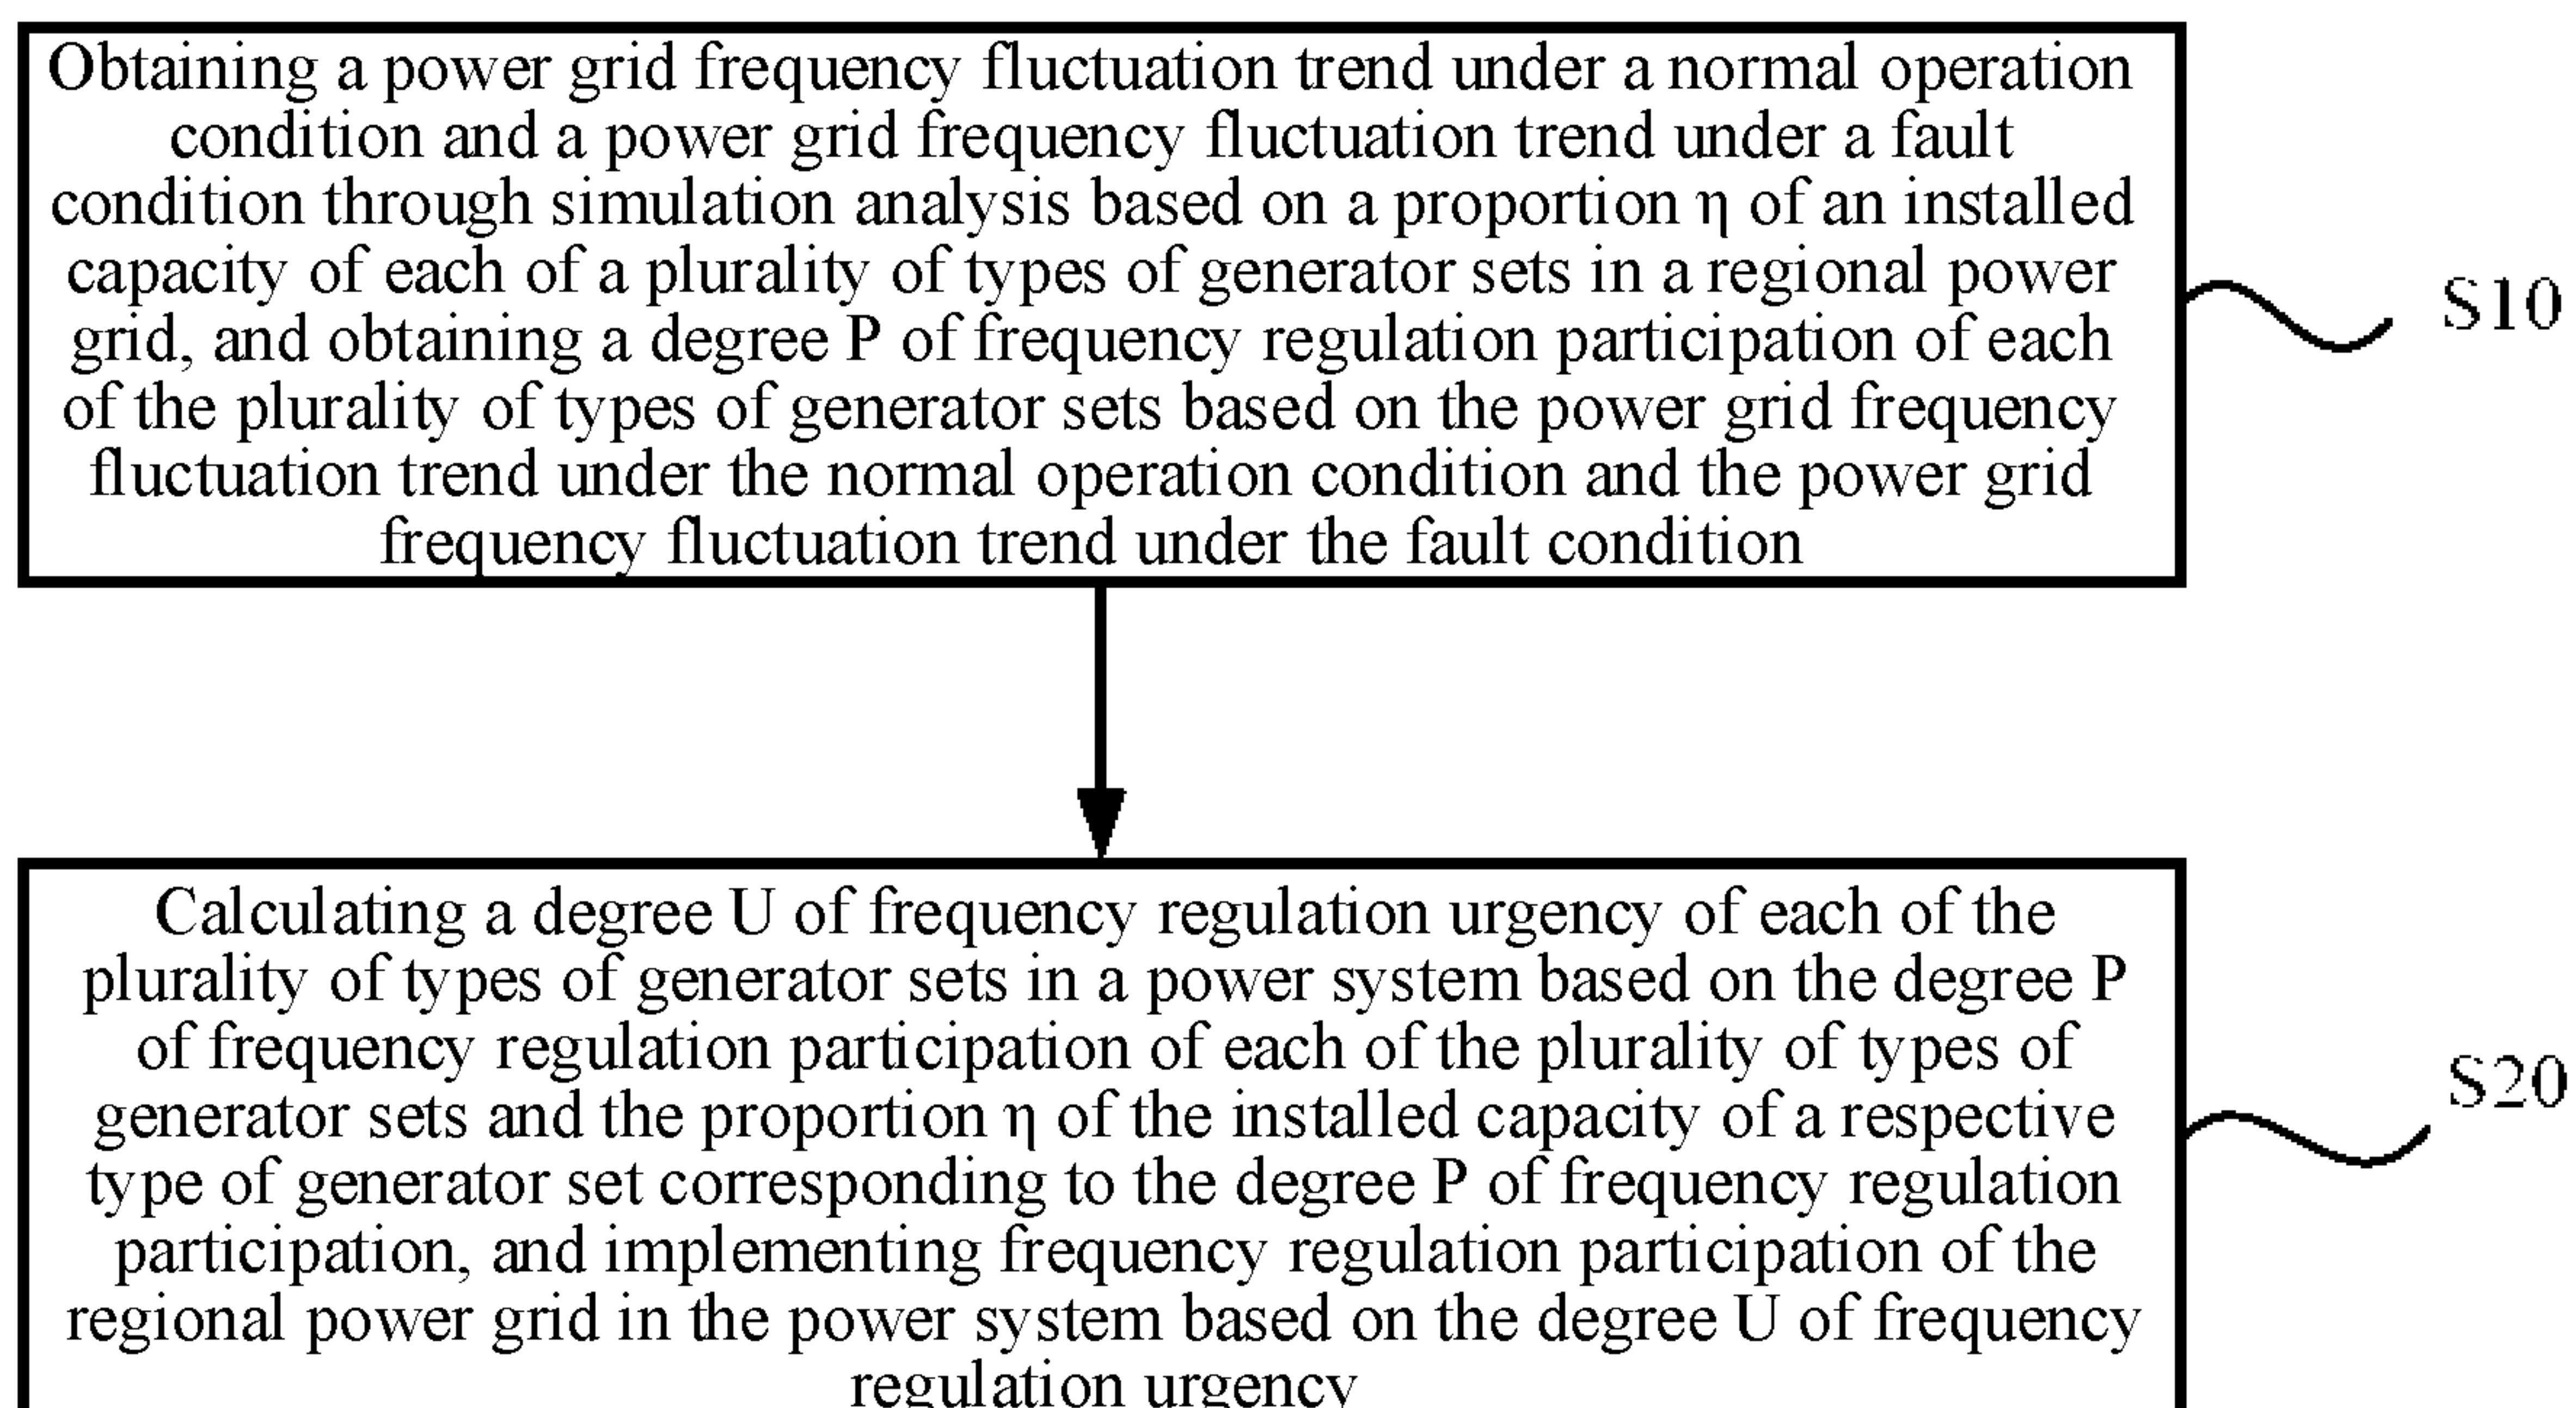 Obtaining a power grid frequency fluctuation trend under a normal operation
condition and a power grid frequency fluctuation trend under a fault
condition through simulation analysis based on a proportion η of an installed
capacity of each of a plurality of types of generator sets in a regional power
grid, and obtaining a degree P of frequency regulation participation of each
of the plurality of types of generator sets based on the power grid frequency
fluctuation trend under the normal operation condition and the power grid
frequency fluctuation trend under the fault condition
S10
Calculating a degree U of frequency regulation urgency of each of the
plurality of types of generator sets in a power system based on the degree P
of frequency regulation participation of each of the plurality of types of
generator sets and the proportion η of the installed capacity of a respective
type of generator set corresponding to the degree P of frequency regulation
participation, and implementing frequency regulation participation of the
regional power grid in the power system based on the degree U of frequency
regulation urgency
S20